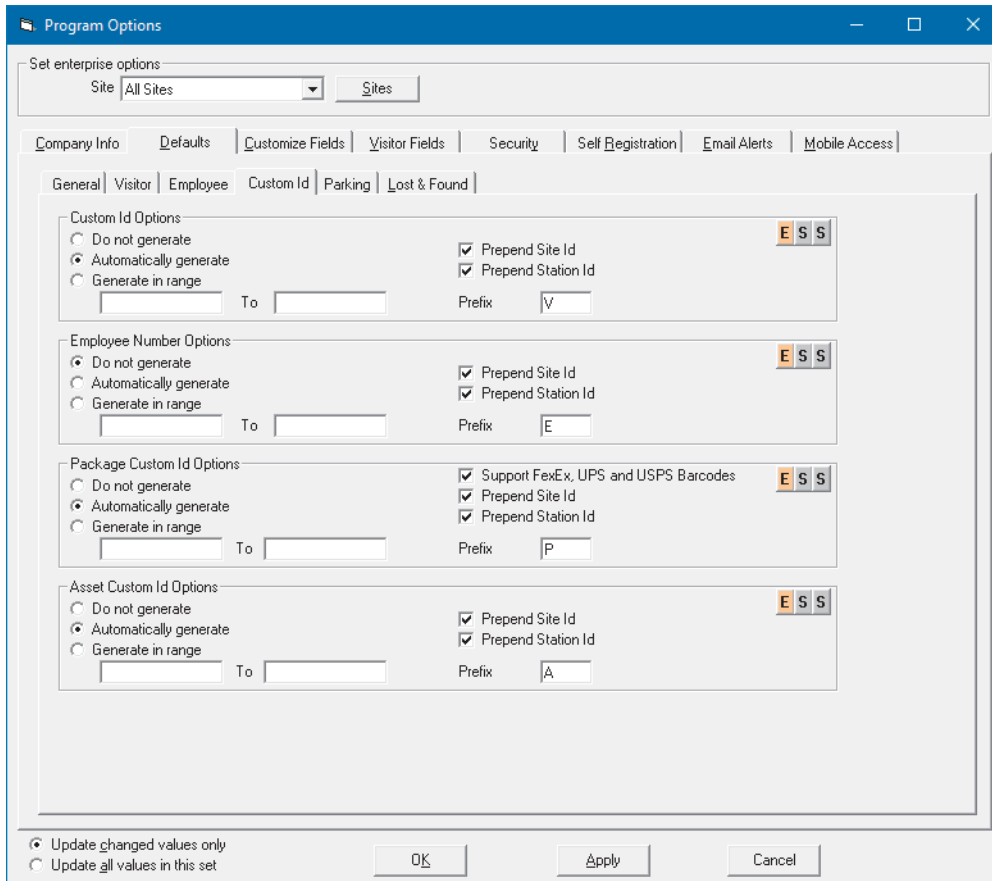 Program Options
Set enterprise options
Site All Sites Sites
Company Info Defaults Customize Fields Visitor Fields Security Self Registration Email Alerts Mobile Access
General Visitor Employee Custom Id Parking Lost & Found
Custom Id Options
E S S
Do not generate
Prepend Site Id
Automatically generate
Prepend Station Id
Generate in range
To Prefix V
Employee Number Options
E S S
Do not generate
Prepend Site Id
Automatically generate
Prepend Station Id
Generate in range
To Prefix E
Package Custom Id Options
Support FexEx, UPS and USPS Barcodes
E S S
Do not generate
Prepend Site Id
Automatically generate
Prepend Station Id
Generate in range
To Prefix P
Asset Custom Id Options
E S S
Do not generate
Prepend Site Id
Automatically generate
Prepend Station Id
Generate in range
To Prefix A
Update changed values only
Update all values in this set
OK Apply Cancel